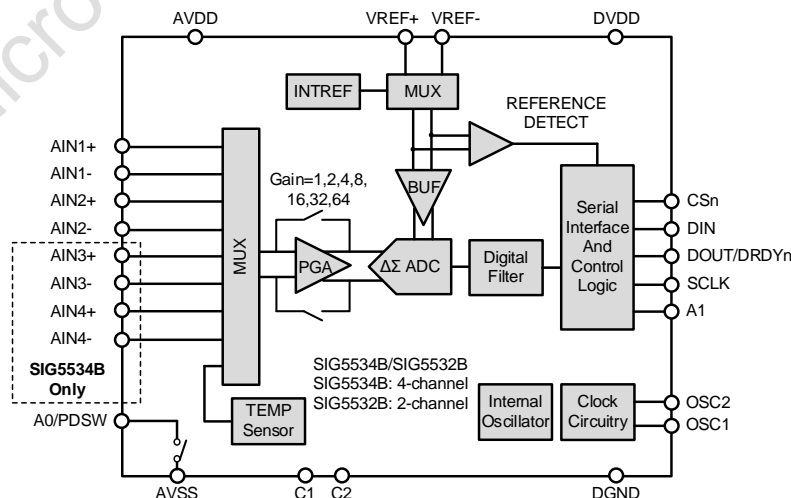 AVDD
VREF+
VREF-
DVDD
INTREF
MUX
REFERENCE
DETECT
AIN1+
AIN1-
AIN2+
AIN2-
AIN3+
AIN3-
AIN4+
AIN4-
SIG5534B
Only
A0/PDSW
MUX
Gain=1,2,4,8,
16,32,64
PGA
BUF
ΔΣ ADC
Digital
Filter
Serial
Interface
And
Control
Logic
CSn
DIN
DOUT/DRDYn
SCLK
A1
SIG5534B/SIG5532B
SIG5534B: 4-channel
SIG5532B: 2-channel
TEMP
Sensor
Internal
Oscillator
Clock
Circuitry
OSC2
OSC1
AVSS
C1
C2
DGND
micro